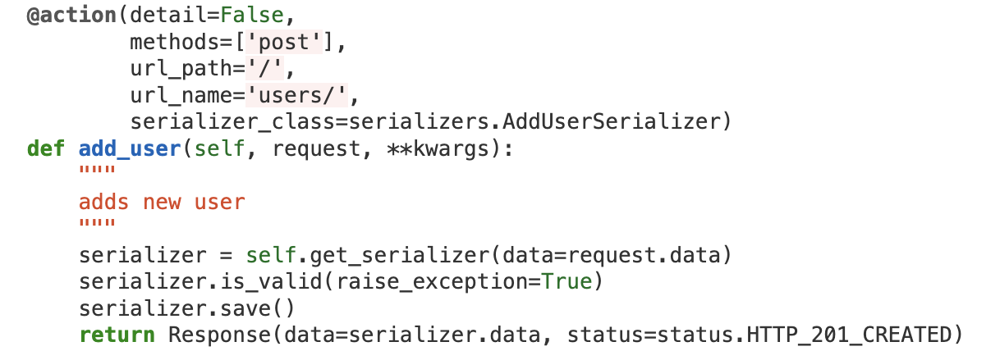 @action(detail=False,
        methods=['post'],
        url_path='/',
        url_name='users/',
        serializer_class=serializers.AddUserSerializer)
def add_user(self, request, **kwargs):
    """
    adds new user
    """
    serializer = self.get_serializer(data=request.data)
    serializer.is_valid(raise_exception=True)
    serializer.save()
    return Response(data=serializer.data, status=status.HTTP_201_CREATED)